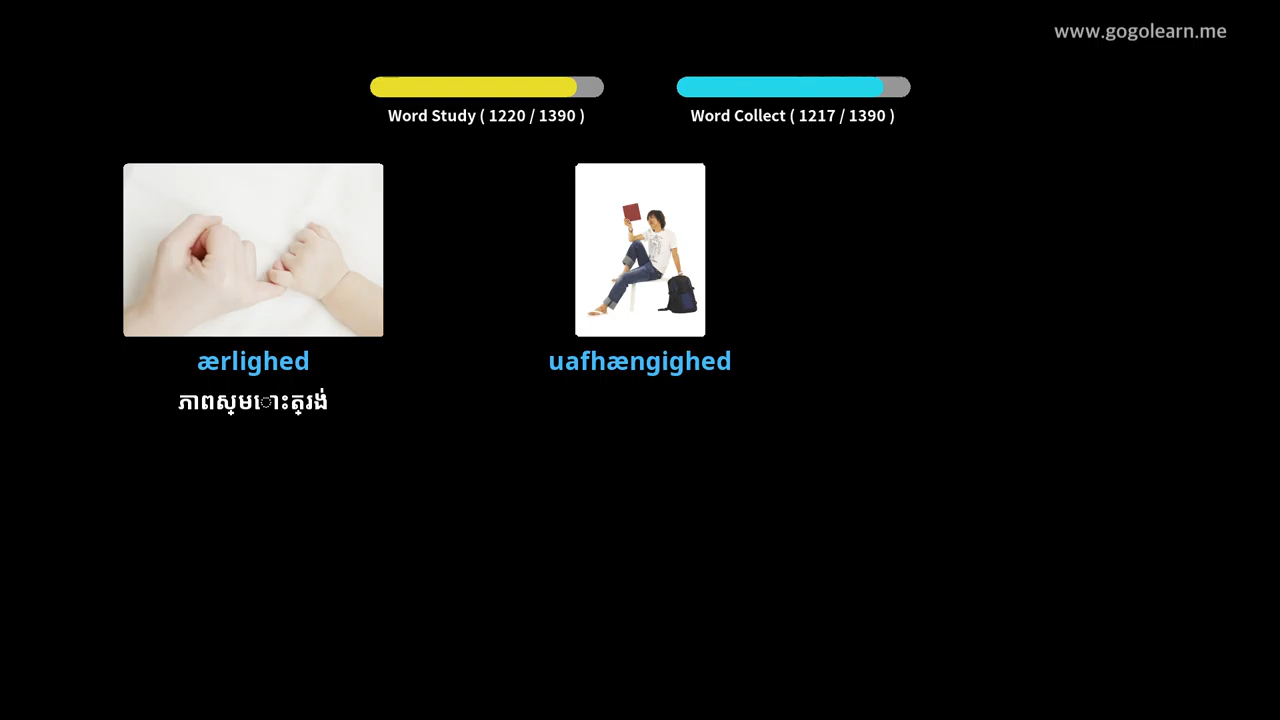 www.gogolearn.me
Word Study ( 1220 / 1390 )
Word Collect ( 1217 / 1390 )
ærlighed
uafhængighed
ភាពស្មោះត្រង់